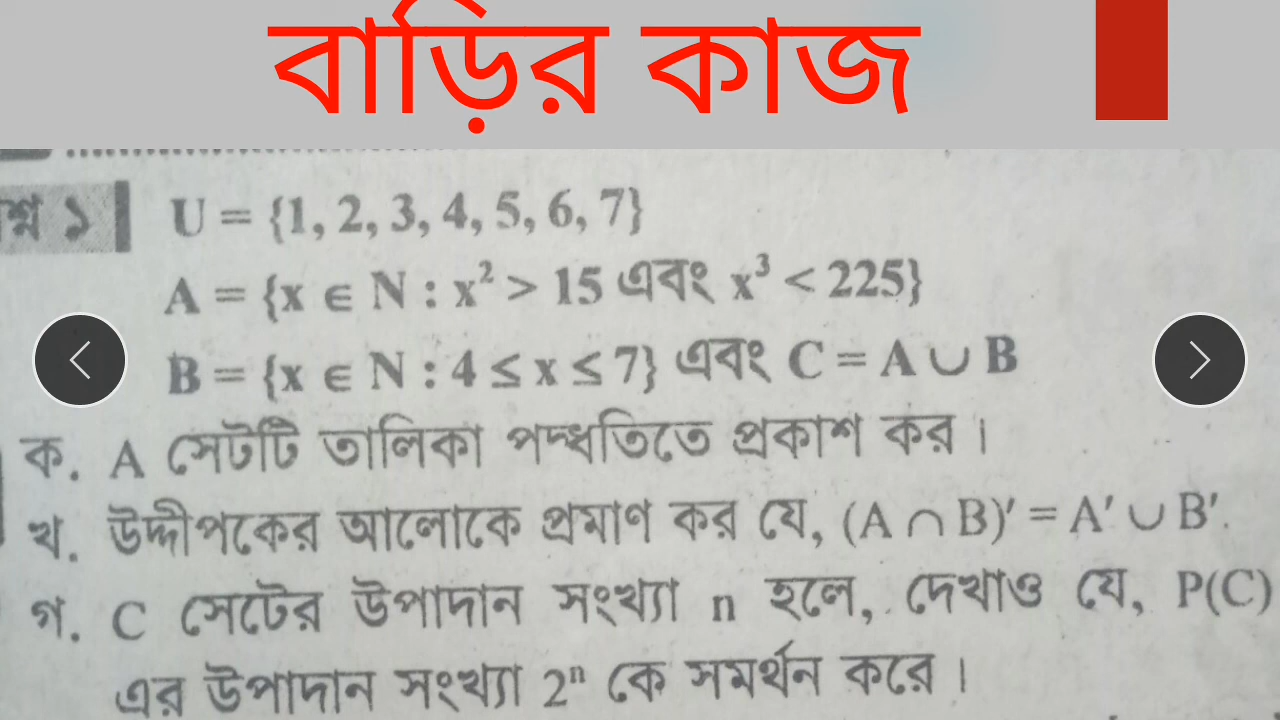 বাড়ির কাজ
শ্ন ১ U = {1, 2, 3, 4, 5, 6, 7}
A = {x ∈ N : x² > 15 এবং x³ < 225}
B = {x ∈ N : 4 ≤ x ≤ 7} এবং C = A ∪ B
ক. A সেটটি তালিকা পদ্ধতিতে প্রকাশ কর।
খ. উদ্দীপকের আলোকে প্রমাণ কর যে, (A ∩ B)′ = A′ ∪ B′.
গ. C সেটের উপাদান সংখ্যা n হলে, দেখাও যে, P(C)
এর উপাদান সংখ্যা 2ⁿ কে সমর্থন করে।